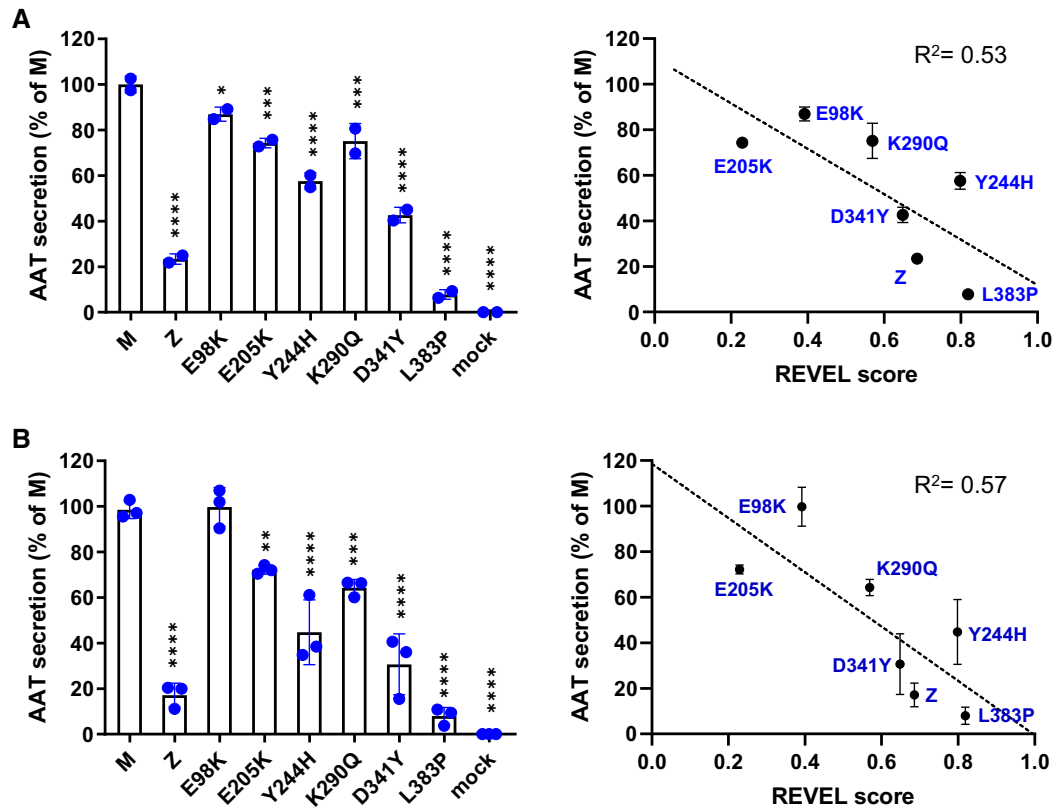 A
120
100
80
60
40
20
0
AAT secretion (% of M)
****
*
***
****
***
****
****
****
M
Z
E98K
E205K
Y244H
K290Q
D341Y
L383P
mock
120
100
80
60
40
20
0
AAT secretion (% of M)
R²= 0.53
E98K
K290Q
E205K
Y244H
D341Y
Z
L383P
0.0 0.2 0.4 0.6 0.8 1.0
REVEL score
B
120
100
80
60
40
20
0
AAT secretion (% of M)
****
**
****
***
****
****
****
M
Z
E98K
E205K
Y244H
K290Q
D341Y
L383P
mock
120
100
80
60
40
20
0
AAT secretion (% of M)
R²= 0.57
E98K
K290Q
E205K
Y244H
D341Y
Z
L383P
0.0 0.2 0.4 0.6 0.8 1.0
REVEL score